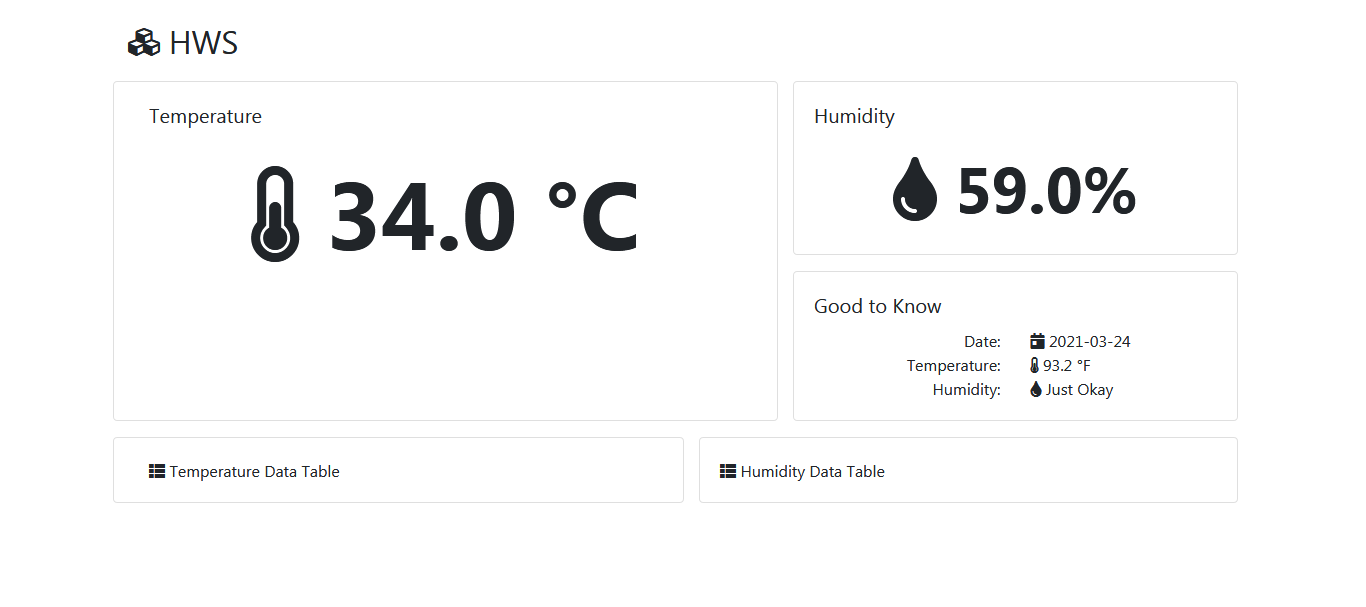 HWS
Temperature
34.0 °C
Humidity
59.0%
Good to Know
Date: 2021-03-24
Temperature: 93.2 °F
Humidity: Just Okay
Temperature Data Table
Humidity Data Table